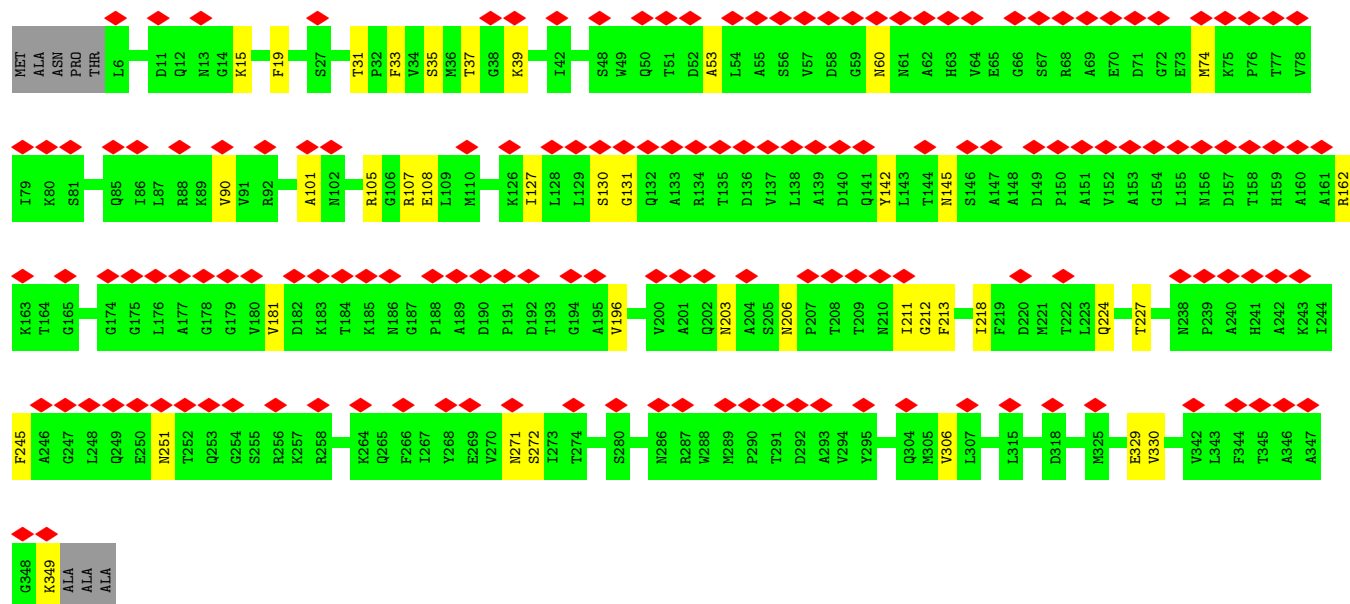 MET ALA ASN PRO THR L6 D11 Q12 N13 G14 K15 F19 S27 T31 P32 F33 V34 S35 M36 T37 G38 K39 I42 S48 W49 Q50 T51 D52 A53 L54 A55 S56 V57 D58 G59 N60 N61 A62 H63 V64 E65 G66 S67 R68 A69 E70 D71 G72 E73 M74 K75 P76 T77 V78
I79 K80 S81 Q85 I86 L87 R88 K89 V90 V91 R92 A101 N102 R105 G106 R107 E108 L109 M110 K126 I127 L128 L129 S130 G131 Q132 A133 R134 T135 D136 V137 L138 A139 D140 Q141 Y142 L143 T144 N145 S146 A147 A148 D149 P150 A151 V152 A153 G154 L155 N156 D157 T158 H159 A160 A161 R162
K163 T164 G165 G174 G175 L176 A177 G178 G179 V180 V181 D182 K183 T184 K185 N186 G187 P188 A189 D190 P191 D192 T193 G194 A195 V196 V200 A201 Q202 N203 A204 S205 N206 P207 T208 T209 N210 I211 G212 F213 I218 F219 D220 M221 T222 L223 Q224 T227 N238 P239 A240 H241 A242 K243 I244
F245 A246 G247 L248 Q249 E250 N251 T252 Q253 G254 S255 R256 K257 R258 K264 Q265 F266 I267 Y268 E269 V270 N271 S272 I273 T274 S280 N286 R287 W288 M289 P290 T291 D292 A293 V294 Y295 Q304 M305 V306 L307 L315 D318 M325 E329 V330 V342 L343 F344 T345 A346 A347
G348 K349 ALA ALA ALA